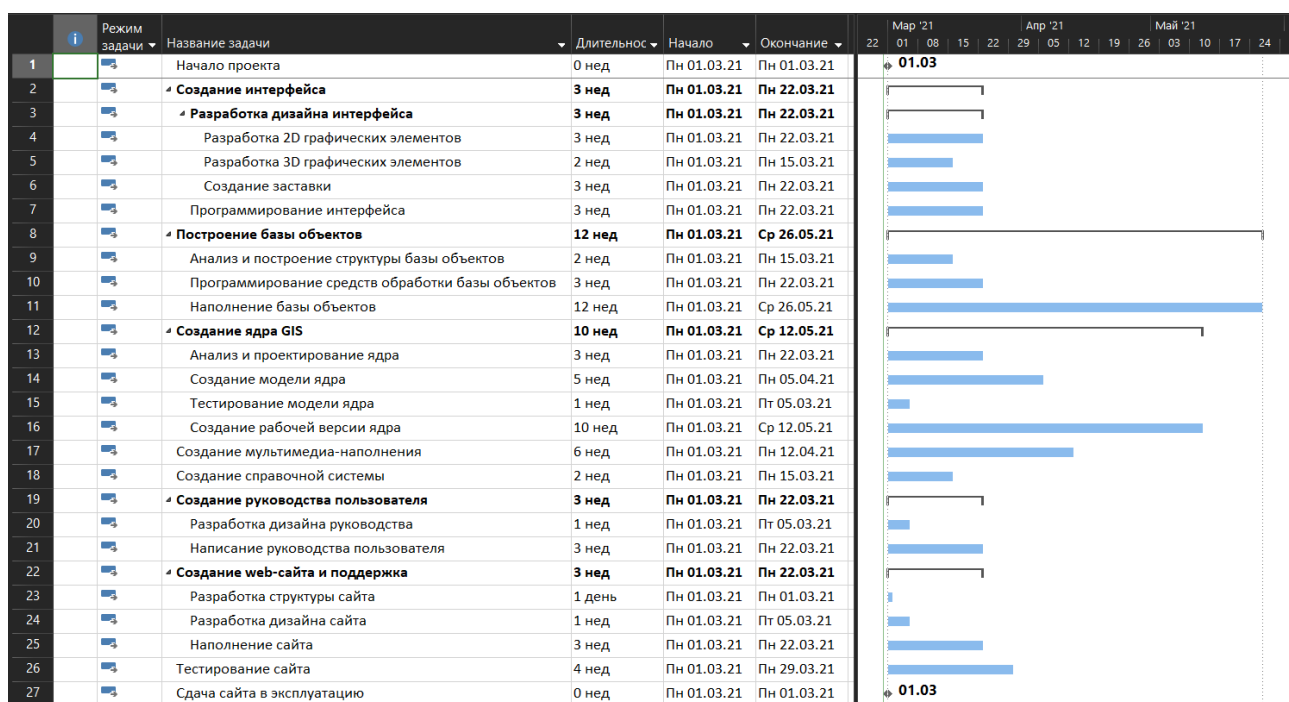 Режим задачи Название задачи Длительнос Начало Окончание
Мар '21 Апр '21 Май '21
22 01 08 15 22 29 05 12 19 26 03 10 17 24
1 Начало проекта 0 нед Пн 01.03.21 Пн 01.03.21 01.03
2 Создание интерфейса 3 нед Пн 01.03.21 Пн 22.03.21
3 Разработка дизайна интерфейса 3 нед Пн 01.03.21 Пн 22.03.21
4 Разработка 2D графических элементов 3 нед Пн 01.03.21 Пн 22.03.21
5 Разработка 3D графических элементов 2 нед Пн 01.03.21 Пн 15.03.21
6 Создание заставки 3 нед Пн 01.03.21 Пн 22.03.21
7 Программирование интерфейса 3 нед Пн 01.03.21 Пн 22.03.21
8 Построение базы объектов 12 нед Пн 01.03.21 Ср 26.05.21
9 Анализ и построение структуры базы объектов 2 нед Пн 01.03.21 Пн 15.03.21
10 Программирование средств обработки базы объектов 3 нед Пн 01.03.21 Пн 22.03.21
11 Наполнение базы объектов 12 нед Пн 01.03.21 Ср 26.05.21
12 Создание ядра GIS 10 нед Пн 01.03.21 Ср 12.05.21
13 Анализ и проектирование ядра 3 нед Пн 01.03.21 Пн 22.03.21
14 Создание модели ядра 5 нед Пн 01.03.21 Пн 05.04.21
15 Тестирование модели ядра 1 нед Пн 01.03.21 Пт 05.03.21
16 Создание рабочей версии ядра 10 нед Пн 01.03.21 Ср 12.05.21
17 Создание мультимедиа-наполнения 6 нед Пн 01.03.21 Пн 12.04.21
18 Создание справочной системы 2 нед Пн 01.03.21 Пн 15.03.21
19 Создание руководства пользователя 3 нед Пн 01.03.21 Пн 22.03.21
20 Разработка дизайна руководства 1 нед Пн 01.03.21 Пт 05.03.21
21 Написание руководства пользователя 3 нед Пн 01.03.21 Пн 22.03.21
22 Создание web-сайта и поддержка 3 нед Пн 01.03.21 Пн 22.03.21
23 Разработка структуры сайта 1 день Пн 01.03.21 Пн 01.03.21
24 Разработка дизайна сайта 1 нед Пн 01.03.21 Пт 05.03.21
25 Наполнение сайта 3 нед Пн 01.03.21 Пн 22.03.21
26 Тестирование сайта 4 нед Пн 01.03.21 Пн 29.03.21
27 Сдача сайта в эксплуатацию 0 нед Пн 01.03.21 Пн 01.03.21 01.03